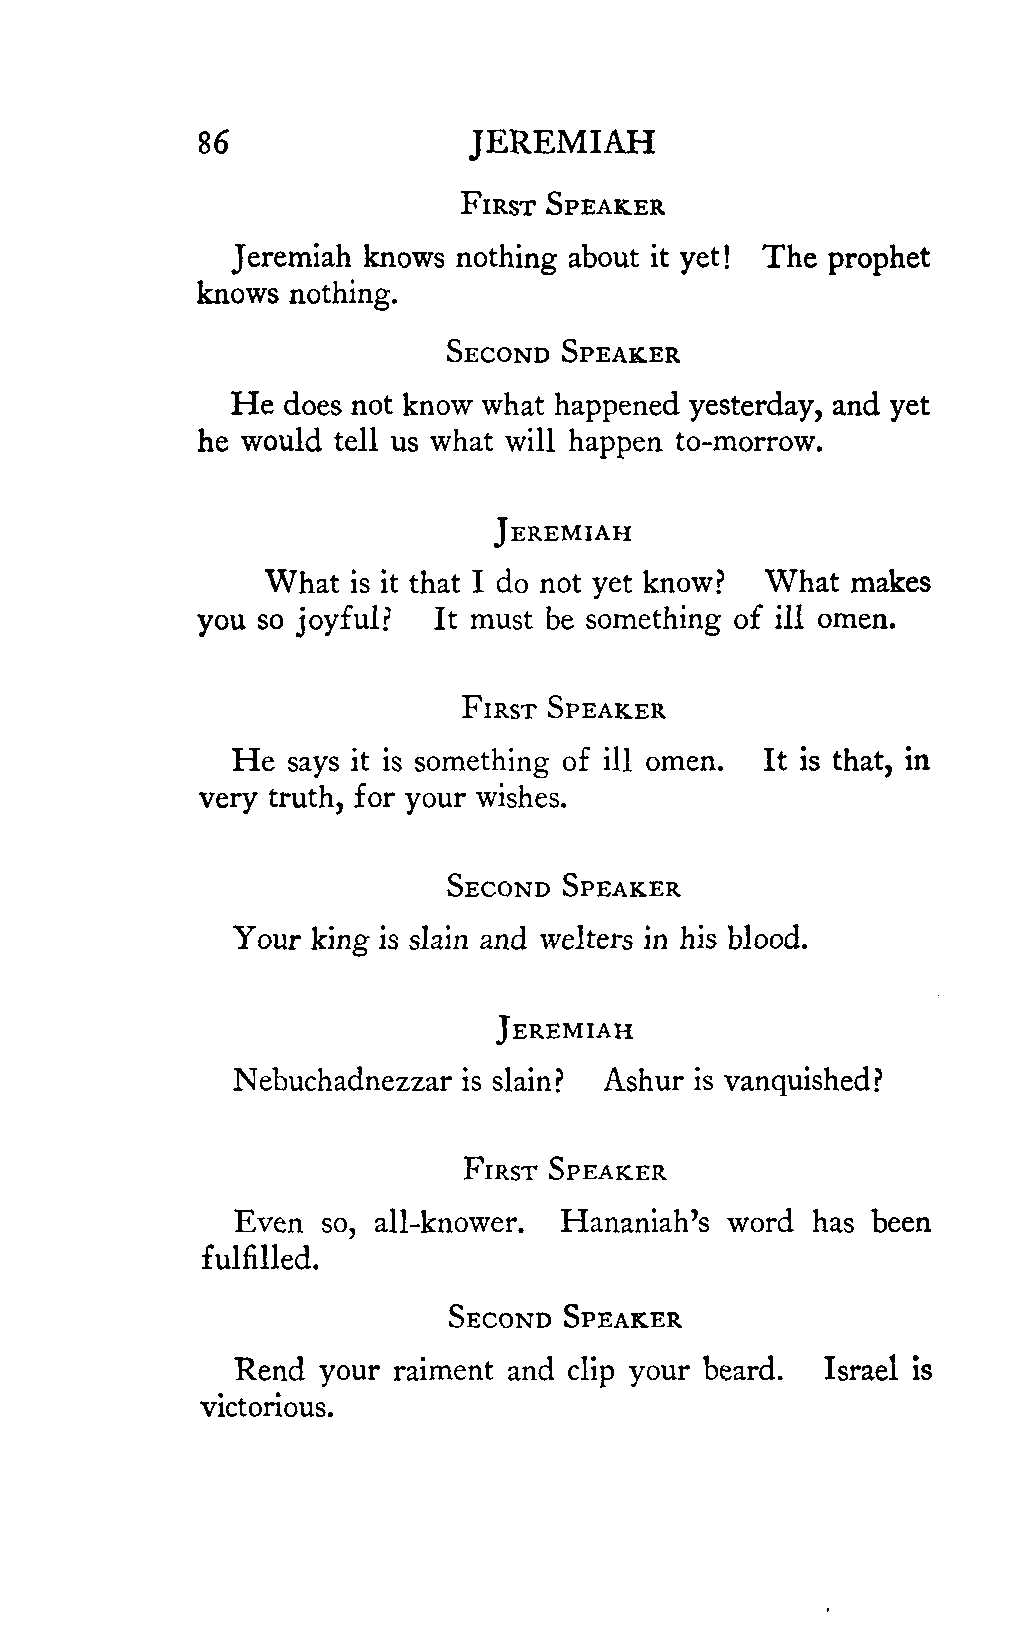 86 JEREMIAH
First Speaker
Jeremiah knows nothing about it yet! The prophet
knows nothing.
Second Speaker
He does not know what happened yesterday, and yet
he would tell us what will happen to-morrow.
Jeremiah
What is it that I do not yet know? What makes
you so joyful? It must be something of ill omen.
First Speaker
He says it is something of ill omen. It is that, in
very truth, for your wishes.
Second Speaker
Your king is slain and welters in his blood.
Jeremiah
Nebuchadnezzar is slain? Ashur is vanquished?
First Speaker
Even so, all-knower. Hananiah's word has been
fulfilled.
Second Speaker
Rend your raiment and clip your beard. Israel is
victorious.